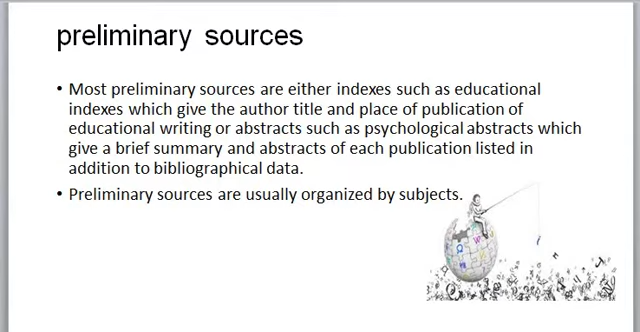 preliminary sources
• Most preliminary sources are either indexes such as educational
indexes which give the author title and place of publication of
educational writing or abstracts such as psychological abstracts which
give a brief summary and abstracts of each publication listed in
addition to bibliographical data.
• Preliminary sources are usually organized by subjects.